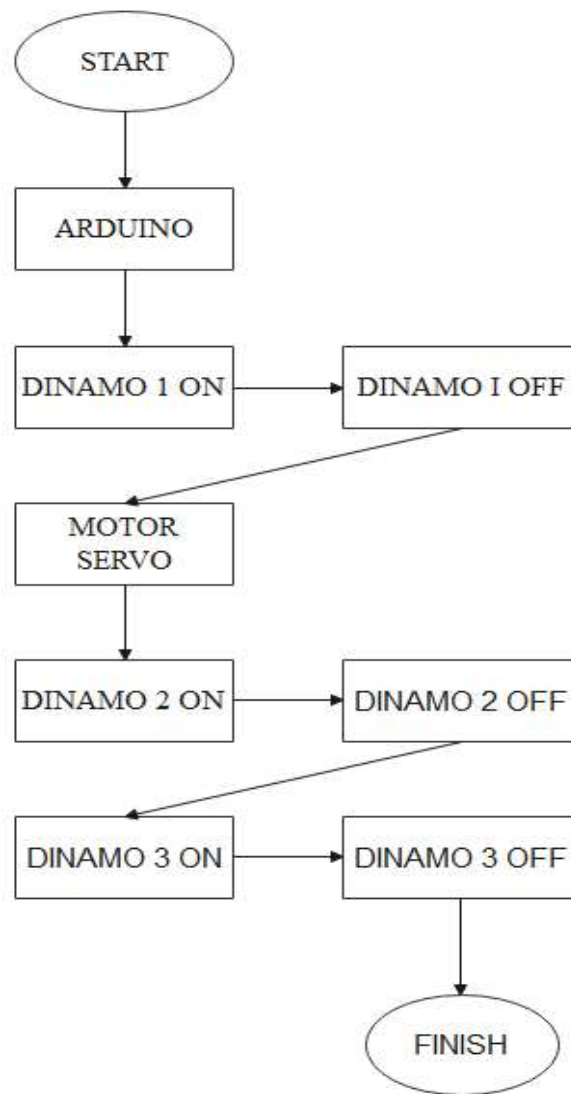 START
ARDUINO
DINAMO 1 ON
DINAMO I OFF
MOTOR
SERVO
DINAMO 2 ON
DINAMO 2 OFF
DINAMO 3 ON
DINAMO 3 OFF
FINISH